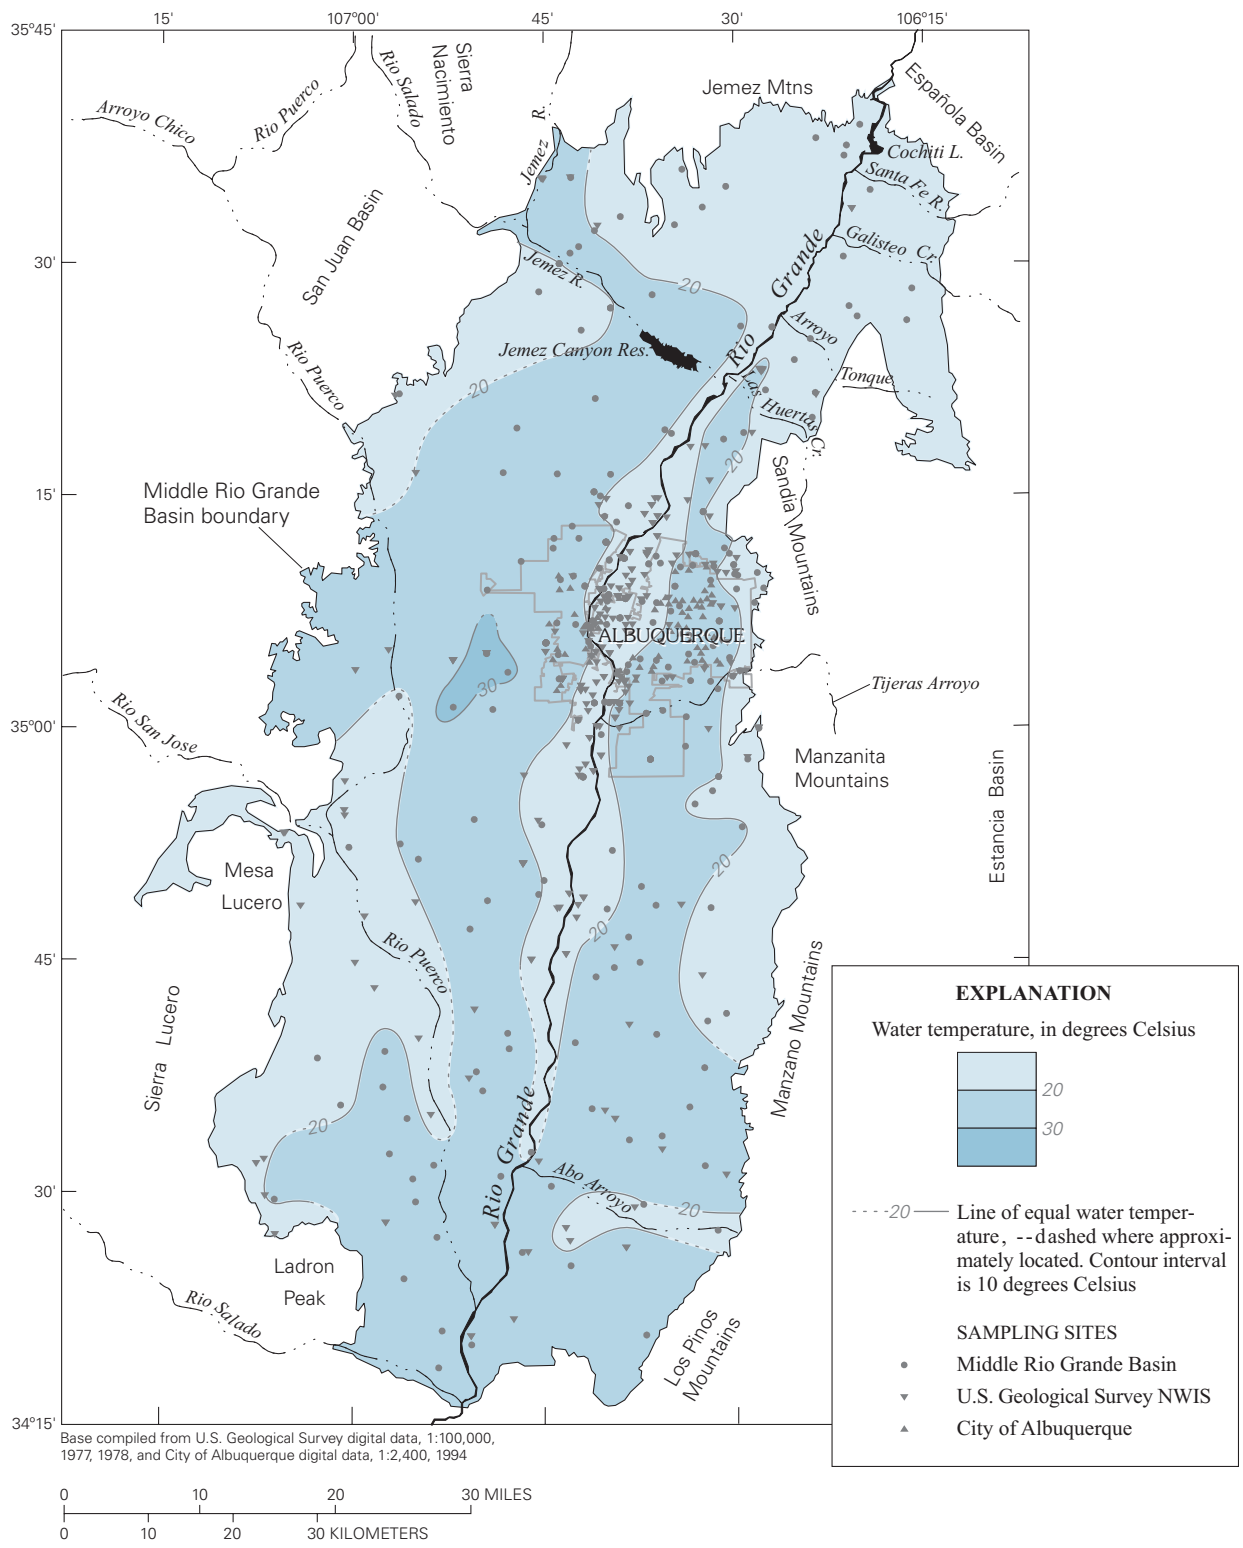 15'
107°00'
45'
30'
106°15'
35°45'
30'
15'
35°00'
45'
30'
34°15'
Sierra
Nacimiento
Jemez Mtns
Española Basin
Arroyo Chico
Rio Puerco
Rio Salado
Jemez R.
Cochiti L.
Santa Fe R.
Galisteo Cr.
San Juan Basin
Jemez R.
20
Rio Grande
Arroyo
Tonque
Jemez Canyon Res.
Rio Puerco
20
Las Huertas Cr.
20
Middle Rio Grande
Basin boundary
Sandia Mountains
ALBUQUERQUE
30
Tijeras Arroyo
Rio San Jose
Manzanita
Mountains
Estancia Basin
Mesa
Lucero
20
20
Rio Puerco
Sierra Lucero
Manzano Mountains
20
Rio Grande
Abo Arroyo
20
Ladron
Peak
Rio Salado
Los Pinos
Mountains
EXPLANATION
Water temperature, in degrees Celsius
20
30
20
Line of equal water temper-
ature, --dashed where approxi-
mately located. Contour interval
is 10 degrees Celsius
SAMPLING SITES
Middle Rio Grande Basin
U.S. Geological Survey NWIS
City of Albuquerque
Base compiled from U.S. Geological Survey digital data, 1:100,000,
1977, 1978, and City of Albuquerque digital data, 1:2,400, 1994
0 10 20 30 MILES
0 10 20 30 KILOMETERS